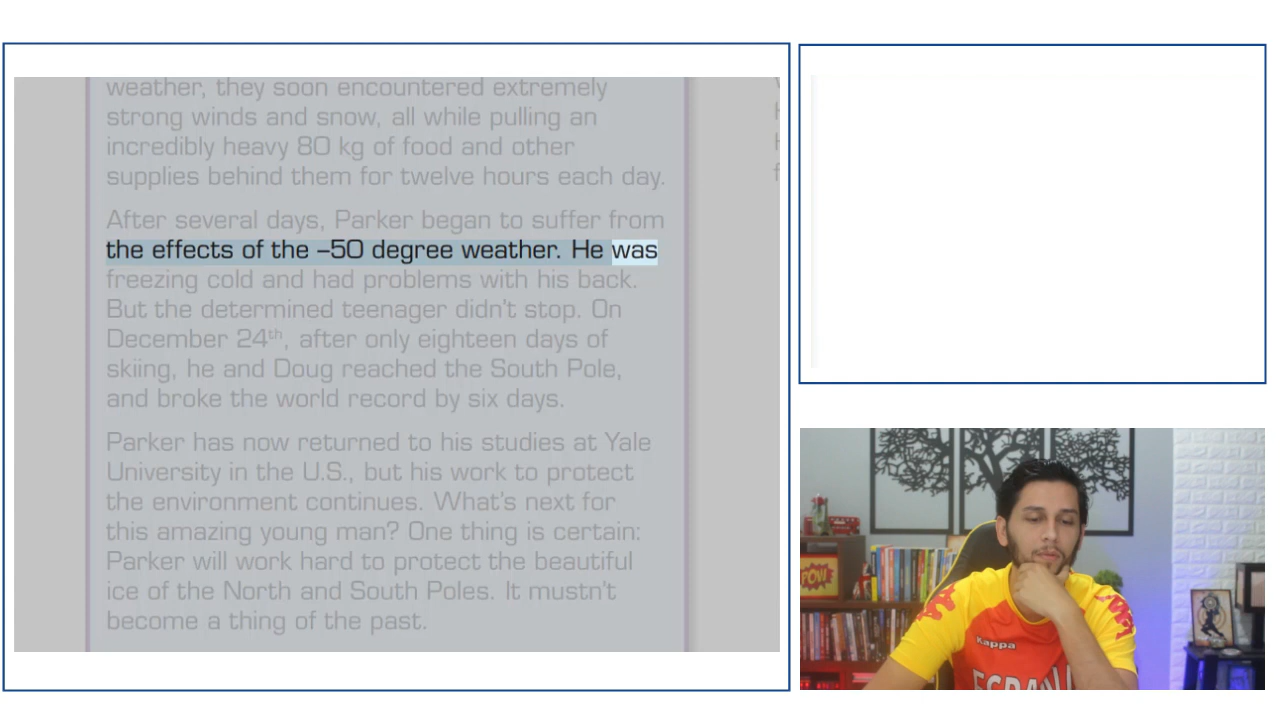 weather, they soon encountered extremely
strong winds and snow, all while pulling an
incredibly heavy 80 kg of food and other
supplies behind them for twelve hours each day.
After several days, Parker began to suffer from
the effects of the –50 degree weather. He was
freezing cold and had problems with his back.
But the determined teenager didn't stop. On
December 24th, after only eighteen days of
skiing, he and Doug reached the South Pole,
and broke the world record by six days.
Parker has now returned to his studies at Yale
University in the U.S., but his work to protect
the environment continues. What's next for
this amazing young man? One thing is certain:
Parker will work hard to protect the beautiful
ice of the North and South Poles. It mustn't
become a thing of the past.
POW
Kappa